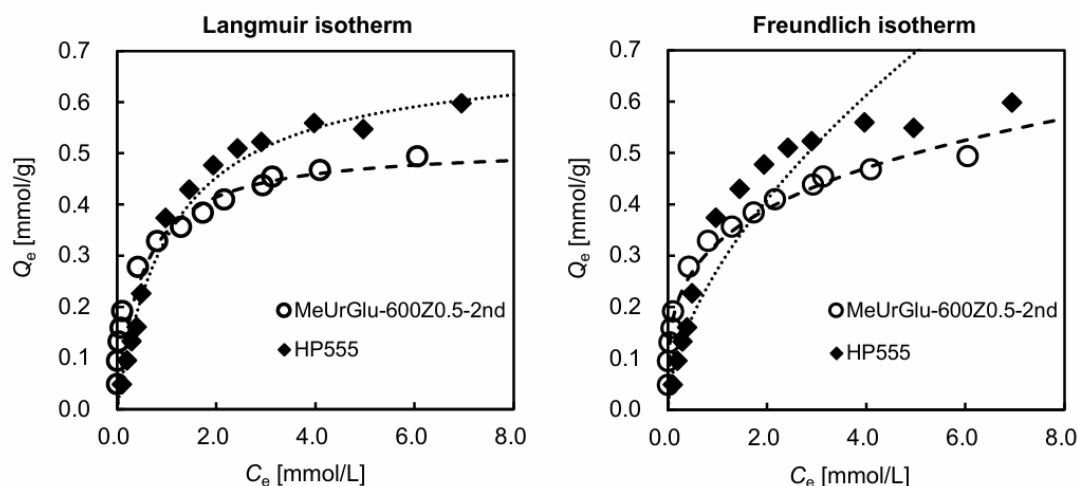 Langmuir isotherm
0.7
0.6
0.5
0.4
0.3
0.2
0.1
0.0
Qe [mmol/g]
MeUrGlu-600Z0.5-2nd
HP555
0.0 2.0 4.0 6.0 8.0
Ce [mmol/L]
Freundlich isotherm
0.7
0.6
0.5
0.4
0.3
0.2
0.1
0.0
Qe [mmol/g]
MeUrGlu-600Z0.5-2nd
HP555
0.0 2.0 4.0 6.0 8.0
Ce [mmol/L]